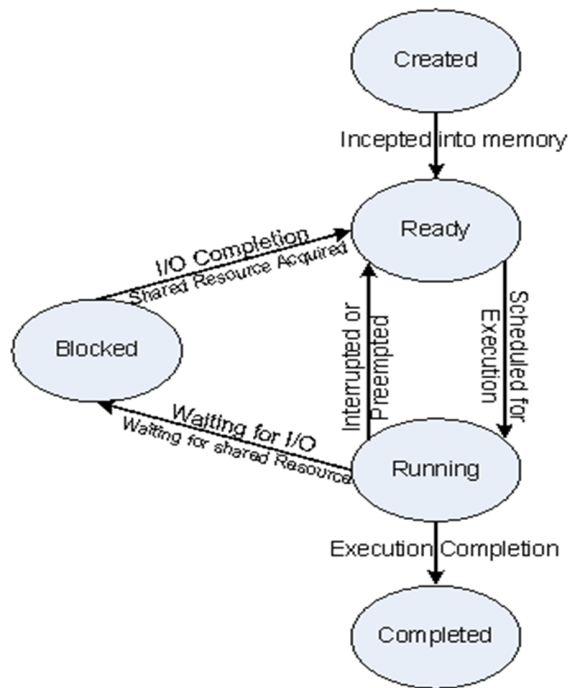 Created
Incepted into memory
Ready
I/O Completion
Shared Resource Acquired
Blocked
Interrupted or
Preempted
Scheduled for
Execution
Waiting for I/O
Waiting for shared Resource
Running
Execution Completion
Completed